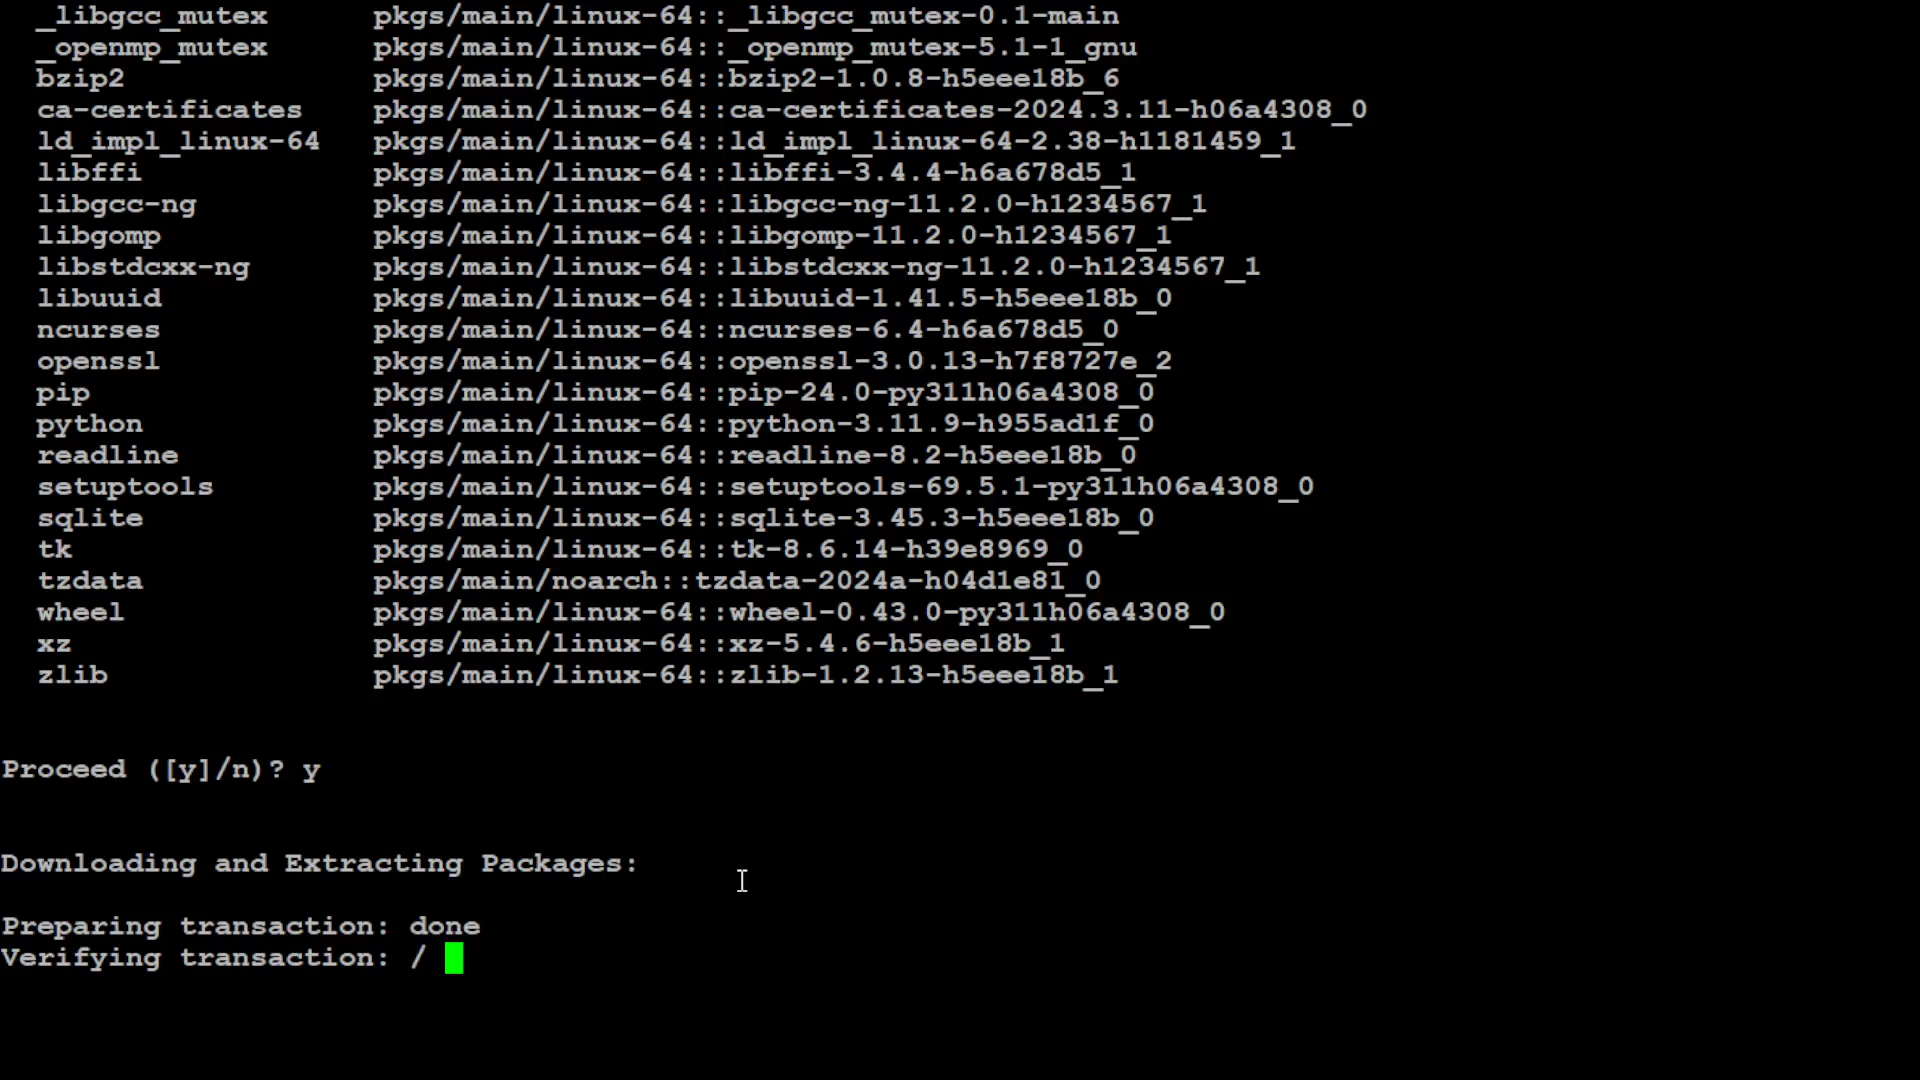 _libgcc_mutex      pkgs/main/linux-64::_libgcc_mutex-0.1-main
_openmp_mutex      pkgs/main/linux-64::_openmp_mutex-5.1-1_gnu
bzip2              pkgs/main/linux-64::bzip2-1.0.8-h5eee18b_6
ca-certificates    pkgs/main/linux-64::ca-certificates-2024.3.11-h06a4308_0
ld_impl_linux-64   pkgs/main/linux-64::ld_impl_linux-64-2.38-h1181459_1
libffi             pkgs/main/linux-64::libffi-3.4.4-h6a678d5_1
libgcc-ng          pkgs/main/linux-64::libgcc-ng-11.2.0-h1234567_1
libgomp            pkgs/main/linux-64::libgomp-11.2.0-h1234567_1
libstdcxx-ng       pkgs/main/linux-64::libstdcxx-ng-11.2.0-h1234567_1
libuuid            pkgs/main/linux-64::libuuid-1.41.5-h5eee18b_0
ncurses            pkgs/main/linux-64::ncurses-6.4-h6a678d5_0
openssl            pkgs/main/linux-64::openssl-3.0.13-h7f8727e_2
pip                pkgs/main/linux-64::pip-24.0-py311h06a4308_0
python             pkgs/main/linux-64::python-3.11.9-h955ad1f_0
readline           pkgs/main/linux-64::readline-8.2-h5eee18b_0
setuptools         pkgs/main/linux-64::setuptools-69.5.1-py311h06a4308_0
sqlite             pkgs/main/linux-64::sqlite-3.45.3-h5eee18b_0
tk                 pkgs/main/linux-64::tk-8.6.14-h39e8969_0
tzdata             pkgs/main/noarch::tzdata-2024a-h04d1e81_0
wheel              pkgs/main/linux-64::wheel-0.43.0-py311h06a4308_0
xz                 pkgs/main/linux-64::xz-5.4.6-h5eee18b_1
zlib               pkgs/main/linux-64::zlib-1.2.13-h5eee18b_1
Proceed ([y]/n)? y
Downloading and Extracting Packages:
Preparing transaction: done
Verifying transaction: /